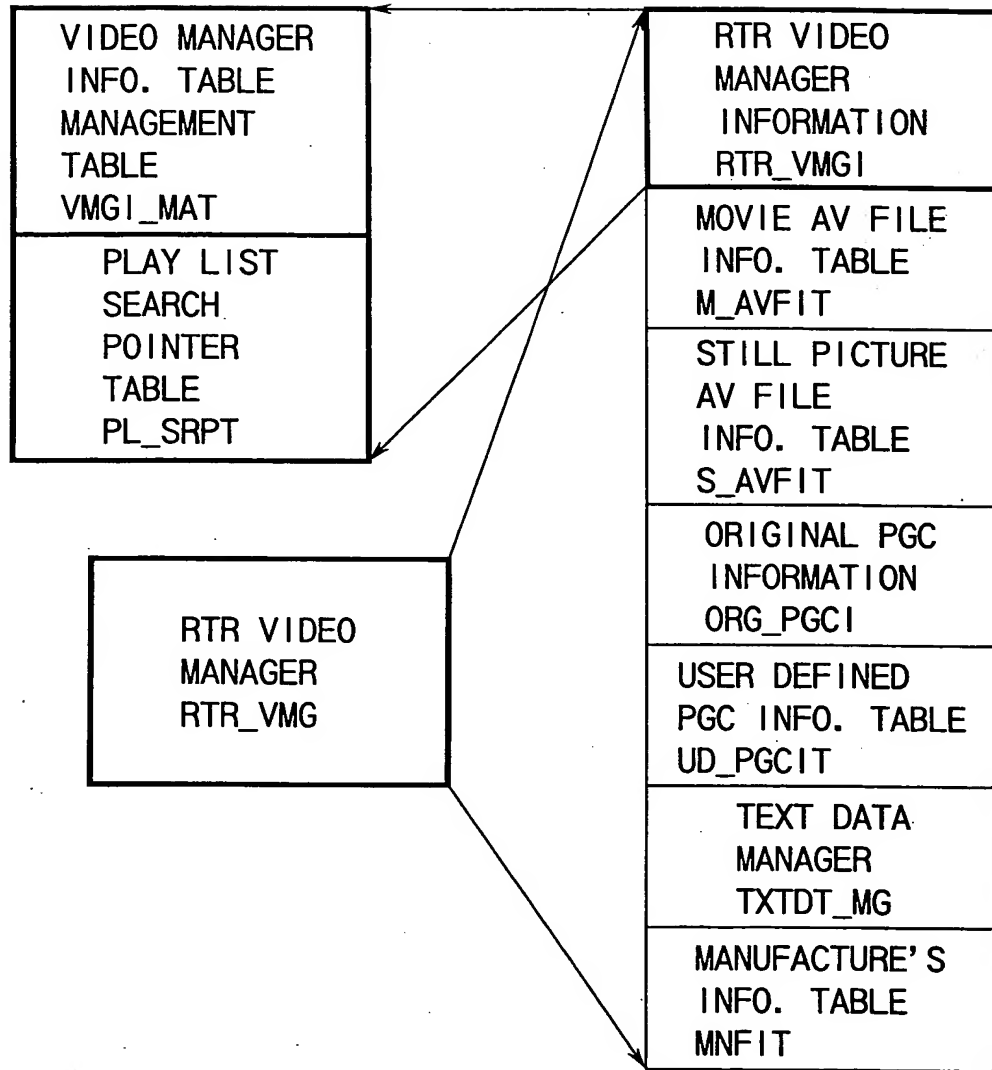 VIDEO MANAGER
INFO. TABLE
MANAGEMENT
TABLE
VMGI_MAT
PLAY LIST
SEARCH
POINTER
TABLE
PL_SRPT
RTR VIDEO
MANAGER
RTR_VMG
RTR VIDEO
MANAGER
INFORMATION
RTR_VMGI
MOVIE AV FILE
INFO. TABLE
M_AVFIT
STILL PICTURE
AV FILE
INFO. TABLE
S_AVFIT
ORIGINAL PGC
INFORMATION
ORG_PGCI
USER DEFINED
PGC INFO. TABLE
UD_PGCIT
TEXT DATA
MANAGER
TXTDT_MG
MANUFACTURE'S
INFO. TABLE
MNFIT